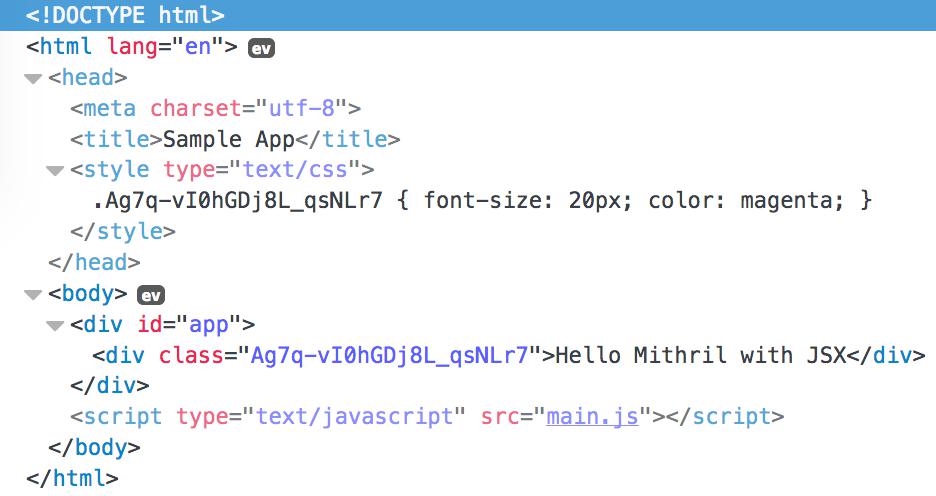 <!DOCTYPE html>
<html lang="en"> ev
<head>
<meta charset="utf-8">
<title>Sample App</title>
<style type="text/css">
.Ag7q-vI0hGDj8L_qsNLr7 { font-size: 20px; color: magenta; }
</style>
</head>
<body> ev
<div id="app">
<div class="Ag7q-vI0hGDj8L_qsNLr7">Hello Mithril with JSX</div>
</div>
<script type="text/javascript" src="main.js"></script>
</body>
</html>